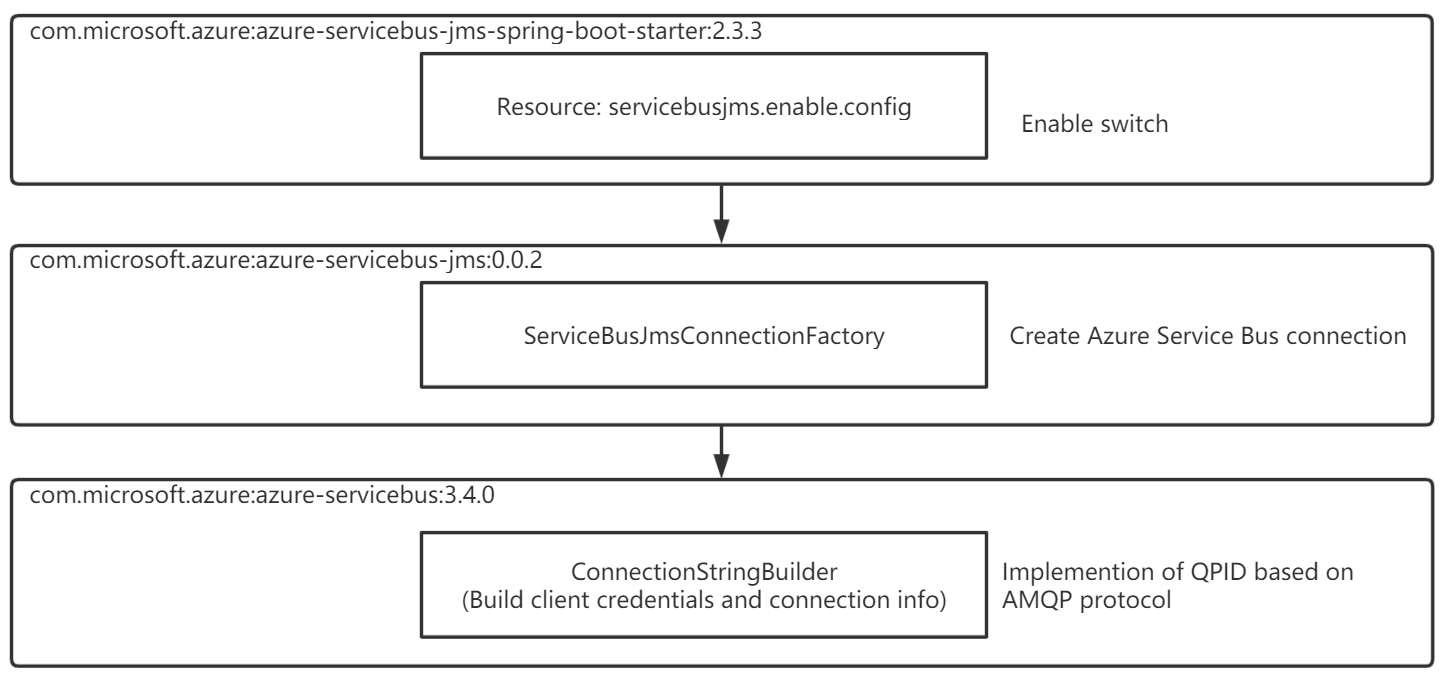 com.microsoft.azure:azure-servicebus-jms-spring-boot-starter:2.3.3
Resource: servicebusjms.enable.config
Enable switch
com.microsoft.azure:azure-servicebus-jms:0.0.2
ServiceBusJmsConnectionFactory
Create Azure Service Bus connection
com.microsoft.azure:azure-servicebus:3.4.0
ConnectionStringBuilder
(Build client credentials and connection info)
Implemention of QPID based on
AMQP protocol